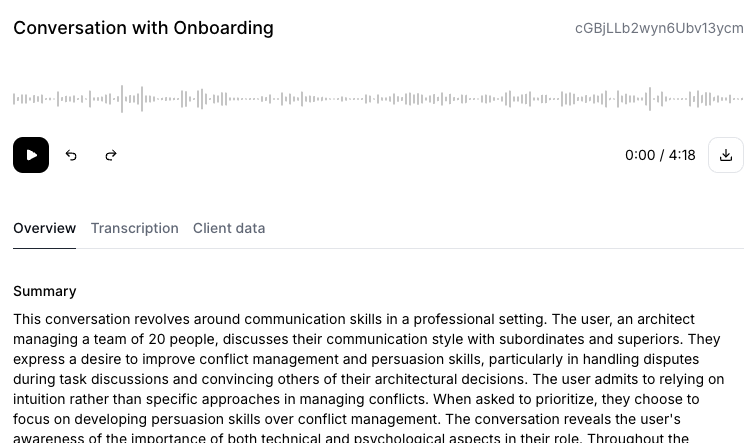 Conversation with Onboarding
cGBjLLb2wyn6Ubv13ycm
0:00 / 4:18
Overview Transcription Client data
Summary
This conversation revolves around communication skills in a professional setting. The user, an architect
managing a team of 20 people, discusses their communication style with subordinates and superiors. They
express a desire to improve conflict management and persuasion skills, particularly in handling disputes
during task discussions and convincing others of their architectural decisions. The user admits to relying on
intuition rather than specific approaches in managing conflicts. When asked to prioritize, they choose to
focus on developing persuasion skills over conflict management. The conversation reveals the user's
awareness of the importance of both technical and psychological aspects in their role. Throughout the